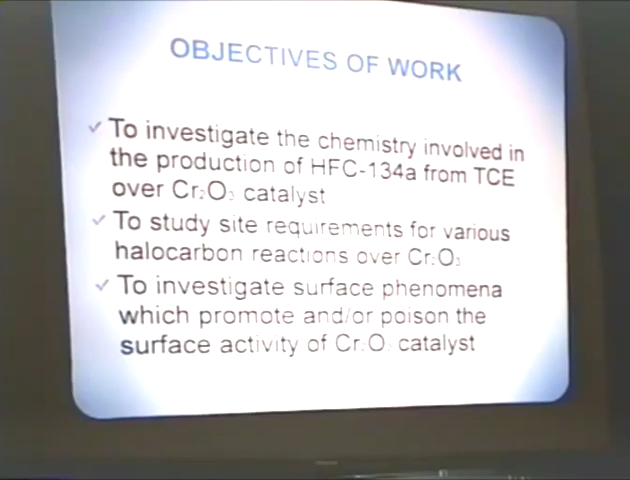 OBJECTIVES OF WORK
✓ To investigate the chemistry involved in
the production of HFC-134a from TCE
over Cr₂O₃ catalyst
✓ To study site requirements for various
halocarbon reactions over Cr₂O₃
✓ To investigate surface phenomena
which promote and/or poison the
surface activity of Cr₂O₃ catalyst